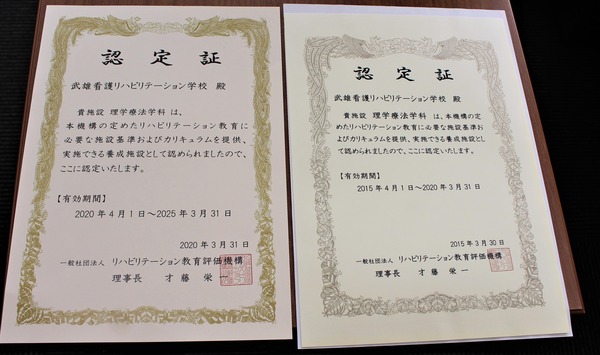 認定証
武雄看護リハビリテーション学校 殿
貴施設 理学療法学科 は、
本機構の定めたリハビリテーション教育に
必要な施設基準およびカリキュラムを提供、
実施できる養成施設として認められましたので、
ここに認定いたします。
【有効期間】
2020年4月1日～2025年3月31日
2020年3月31日
一般社団法人 リハビリテーション教育評価機構
理事長 才藤 栄一
認定証
武雄看護リハビリテーション学校 殿
貴施設 理学療法学科 は、本機構の定
めたリハビリテーション教育に必要な施設基準お
よびカリキュラムを提供、実施できる養成施設とし
て認められましたので、ここに認定いたします。
【有効期間】
2015年4月1日～2020年3月31日
2015年3月30日
一般社団法人 リハビリテーション教育評価機構
理事長 才藤 栄一